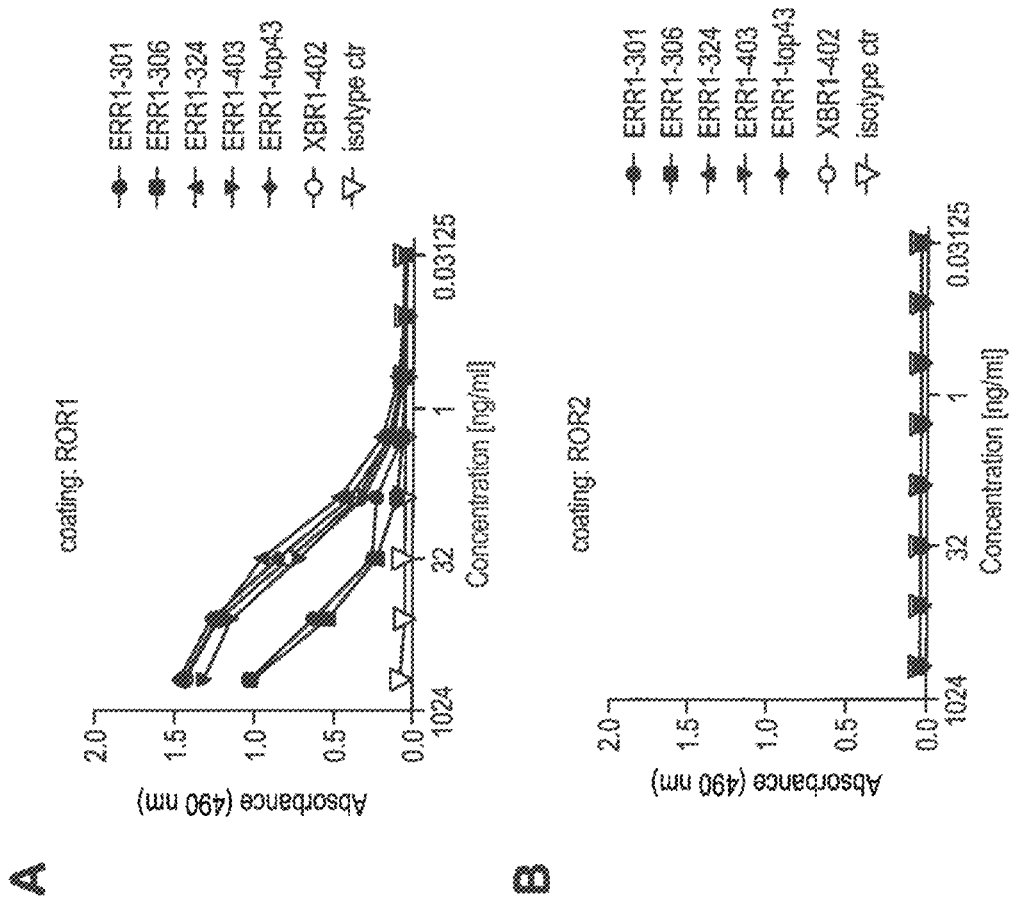 A
coating: ROR1
Absorbance (490 nm)
2.0
1.5
1.0
0.5
0.0
1024
32
1
0.03125
Concentration [ng/ml]
ERR1-301
ERR1-306
ERR1-324
ERR1-403
ERR1-top43
XBR1-402
isotype ctr
B
coating: ROR2
Absorbance (490 nm)
2.0
1.5
1.0
0.5
0.0
1024
32
1
0.03125
Concentration [ng/ml]
ERR1-301
ERR1-306
ERR1-324
ERR1-403
ERR1-top43
XBR1-402
isotype ctr